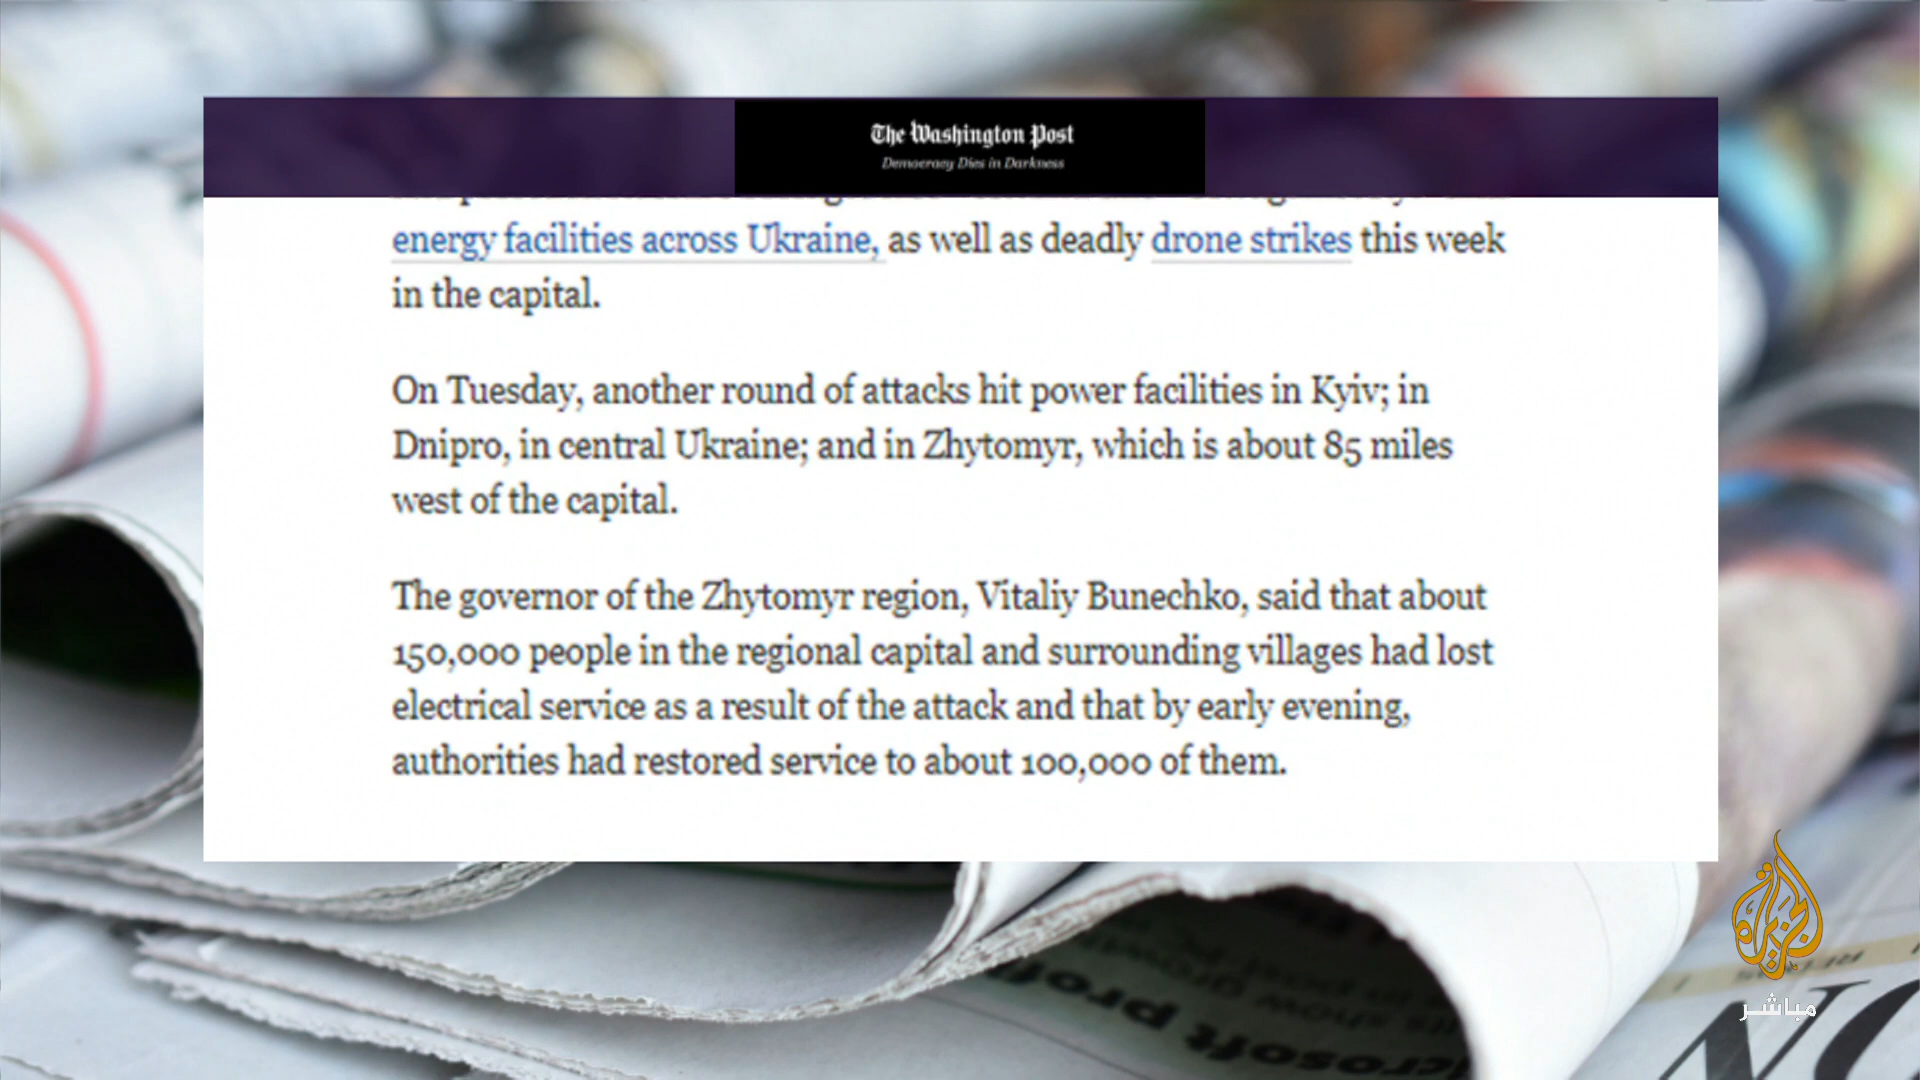 The Washington Post
Democracy Dies in Darkness
energy facilities across Ukraine, as well as deadly drone strikes this week
in the capital.
On Tuesday, another round of attacks hit power facilities in Kyiv; in
Dnipro, in central Ukraine; and in Zhytomyr, which is about 85 miles
west of the capital.
The governor of the Zhytomyr region, Vitaliy Bunechko, said that about
150,000 people in the regional capital and surrounding villages had lost
electrical service as a result of the attack and that by early evening,
authorities had restored service to about 100,000 of them.
الجزيرة
مباشر